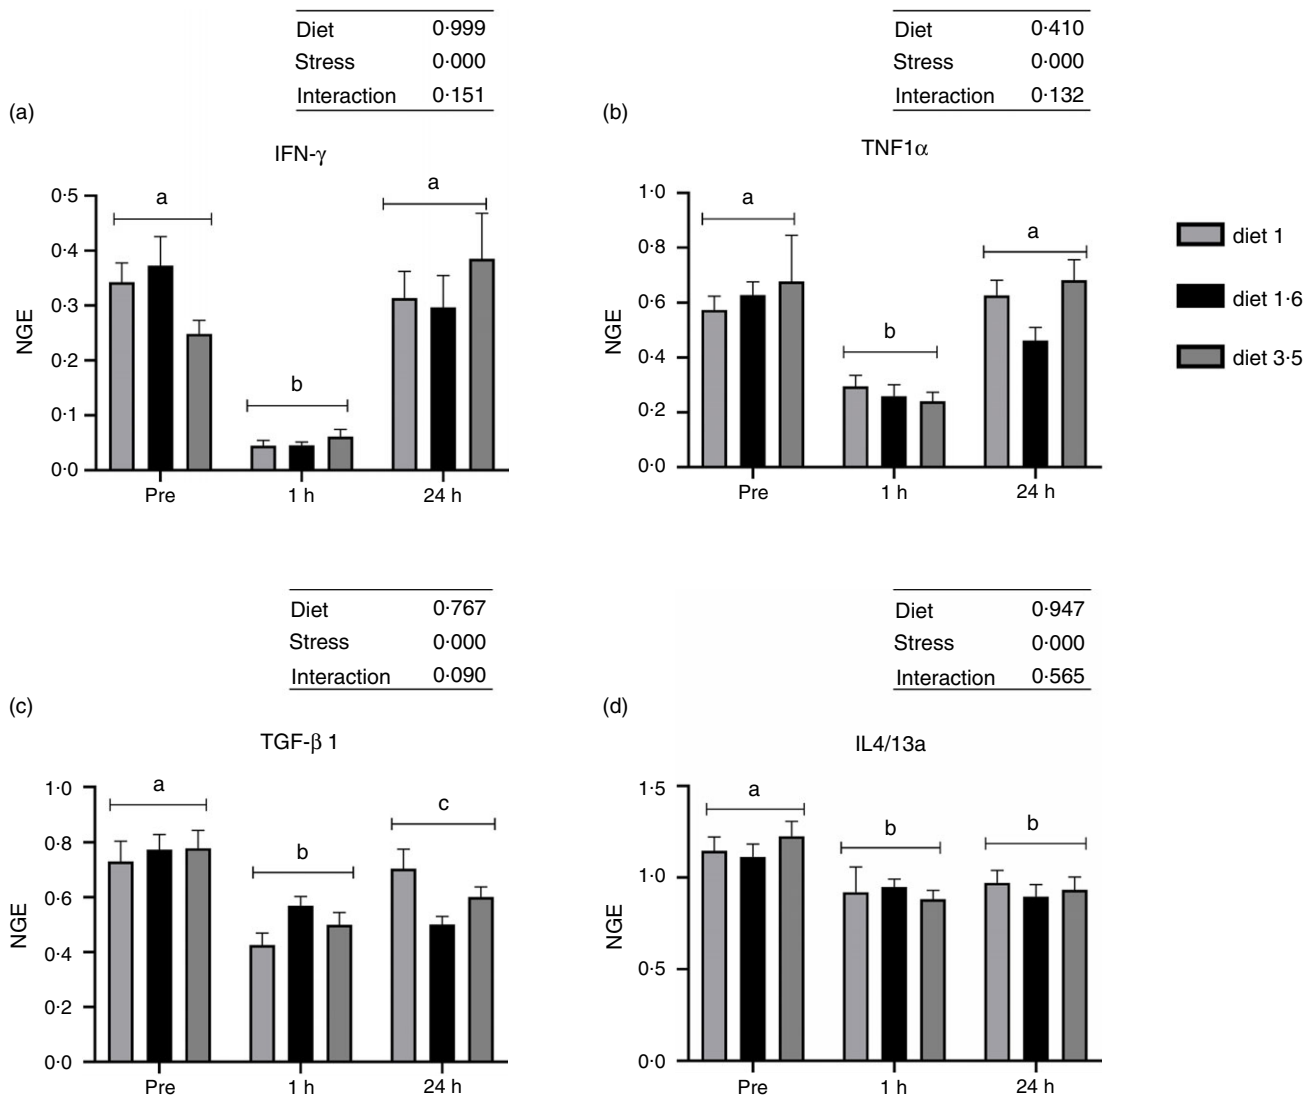 Diet 0·999
Stress 0·000
Interaction 0·151
(a)
IFN-γ
NGE
0·5
0·4
0·3
0·2
0·1
0·0
a
b
a
Pre 1 h 24 h
Diet 0·410
Stress 0·000
Interaction 0·132
(b)
TNF1α
NGE
1·0
0·8
0·6
0·4
0·2
0·0
a
b
a
Pre 1 h 24 h
diet 1
diet 1·6
diet 3·5
Diet 0·767
Stress 0·000
Interaction 0·090
(c)
TGF-β 1
NGE
1·0
0·8
0·6
0·4
0·2
0·0
a
b
c
Pre 1 h 24 h
Diet 0·947
Stress 0·000
Interaction 0·565
(d)
IL4/13a
NGE
1·5
1·0
0·5
0·0
a
b
b
Pre 1 h 24 h